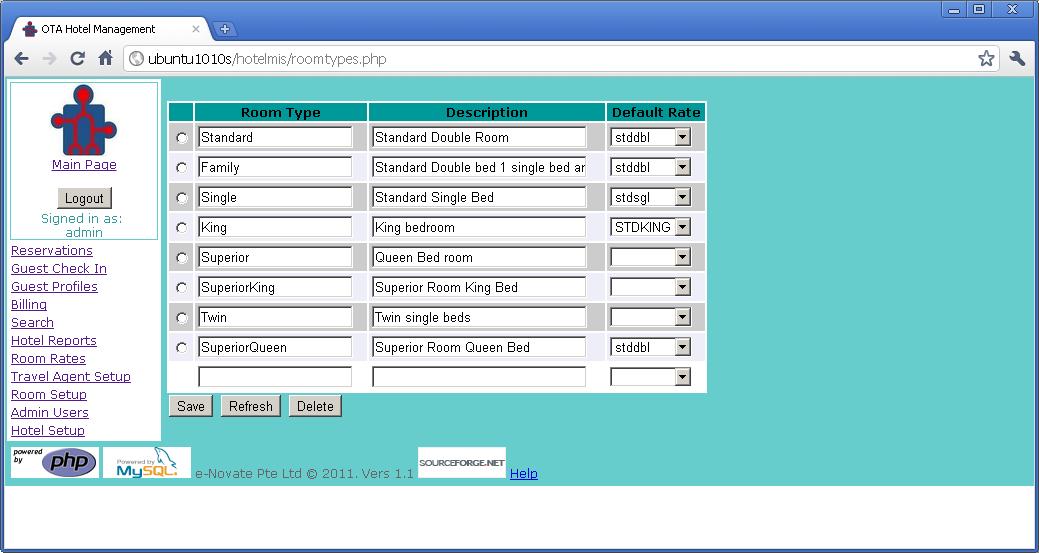 OTA Hotel Management
ubuntu1010s/hotelmis/roomtypes.php
Main Page
Logout
Signed in as:
admin
Reservations
Guest Check In
Guest Profiles
Billing
Search
Hotel Reports
Room Rates
Travel Agent Setup
Room Setup
Admin Users
Hotel Setup
Room Type Description Default Rate
Standard Standard Double Room stddbl
Family Standard Double bed 1 single bed ar stddbl
Single Standard Single Bed stdsgl
King King bedroom STDKING
Superior Queen Bed room
SuperiorKing Superior Room King Bed
Twin Twin single beds
SuperiorQueen Superior Room Queen Bed stddbl
Save Refresh Delete
powered
by php
Powered by
MySQL.
e-Novate Pte Ltd © 2011. Vers 1.1
SOURCEFORGE.NET
Help